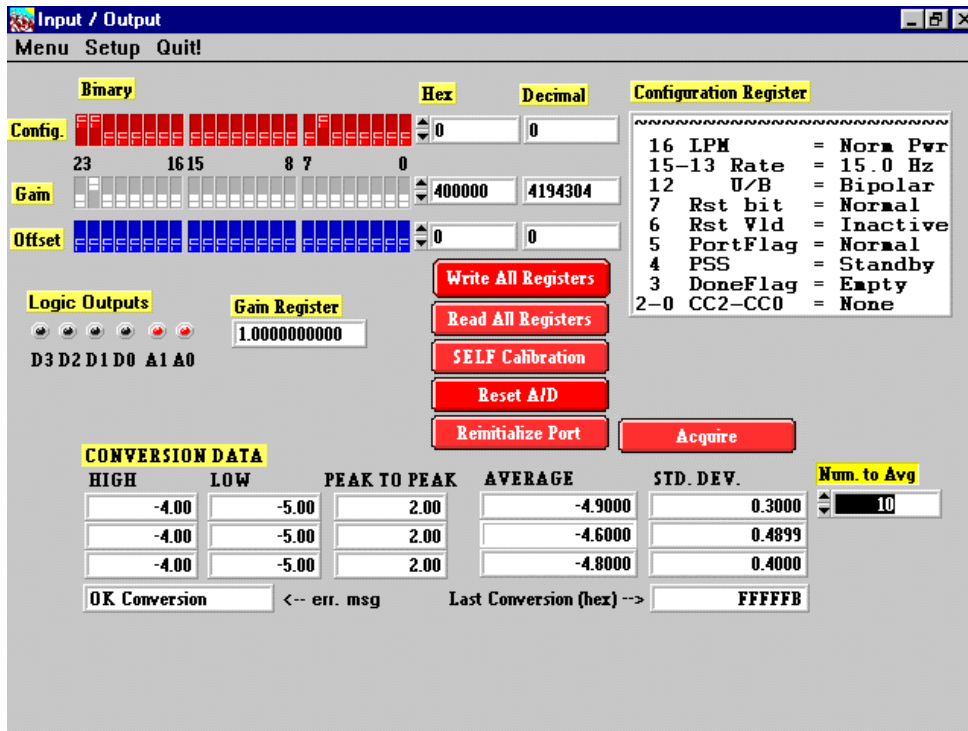 Input / Output
Menu Setup Quit!
Binary Hex Decimal Configuration Register
Config. 0 0
23 16 15 8 7 0
Gain 400000 4194304
Offset 0 0
~~~~~~~~~~~~~~~~~~~~~~~~
16 LPM = Norm Pwr
15-13 Rate = 15.0 Hz
12 U/B = Bipolar
7 Rst bit = Normal
6 Rst Vld = Inactive
5 PortFlag = Normal
4 PSS = Standby
3 DoneFlag = Empty
2-0 CC2-CC0 = None
Write All Registers
Read All Registers
SELF Calibration
Reset A/D
Reinitialize Port
Acquire
Logic Outputs
D3 D2 D1 D0 A1 A0
Gain Register
1.0000000000
CONVERSION DATA
HIGH LOW PEAK TO PEAK AVERAGE STD. DEV. Num. to Avg
-4.00 -5.00 2.00 -4.9000 0.3000 10
-4.00 -5.00 2.00 -4.6000 0.4899
-4.00 -5.00 2.00 -4.8000 0.4000
OK Conversion <-- err. msg Last Conversion (hex) --> FFFFFB